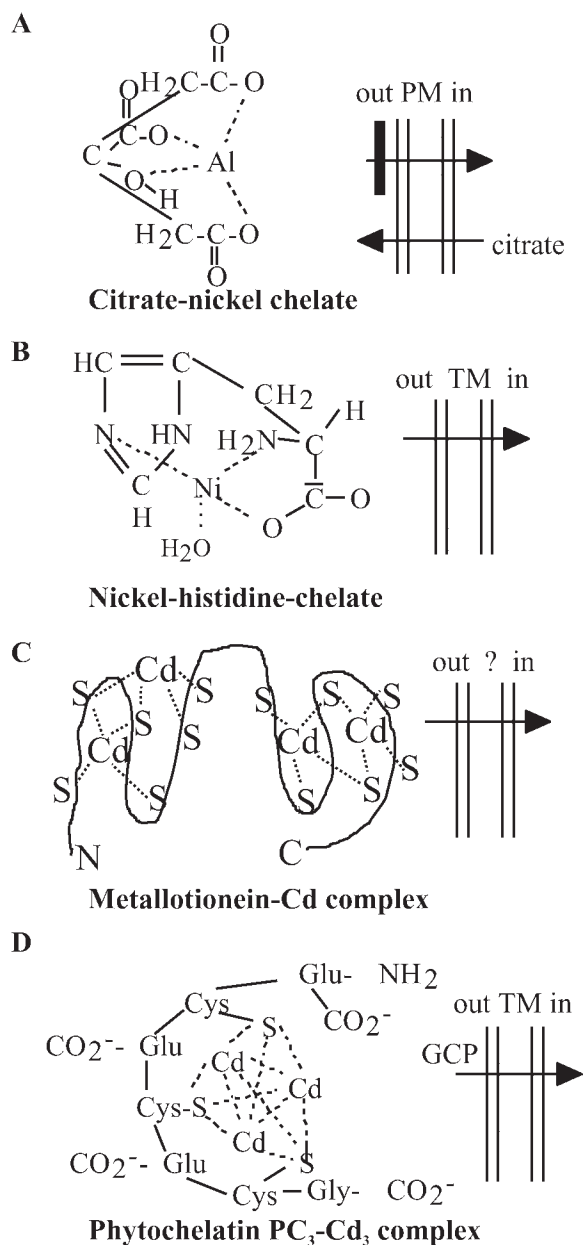 A
O
H2C-C-O
O
C-O
C
O
H
Al
H2C-C-O
O
out PM in
citrate
Citrate-nickel chelate
B
HC
C
CH2
H
N
HN
H2N
C
C
H
Ni
C-O
O
H2O
out TM in
Nickel-histidine-chelate
C
S
Cd
S
S
S
Cd
S
S
S
S
S
S
Cd
Cd
S
S
S
N
C
out ? in
Metallotionein-Cd complex
D
Glu- NH2
Cys
CO2--
S
CO2-- Glu
Cd
Cd
Cys-S
Cd
CO2-- Glu
S
Cys
Gly- CO2-
out TM in
GCP
Phytochelatin PC3-Cd3 complex